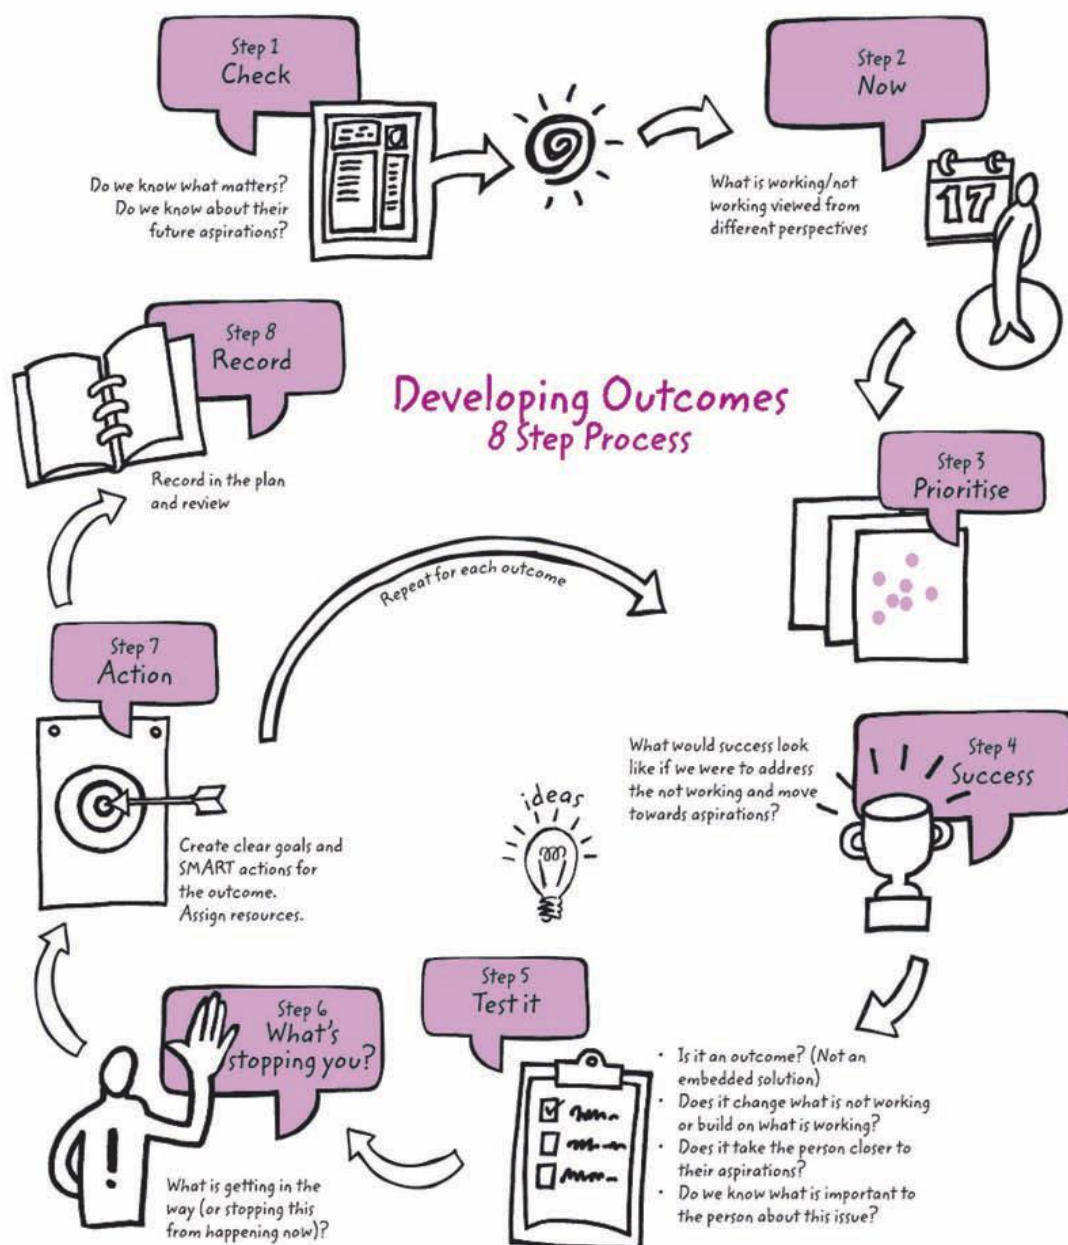 Step 1
Check
Do we know what matters?
Do we know about their
future aspirations?
Step 2
Now
What is working/not
working viewed from
different perspectives
17
Developing Outcomes
8 Step Process
Step 3
Prioritise
Step 4
Success
What would success look
like if we were to address
the not working and move
towards aspirations?
ideas
Step 5
Test it
• Is it an outcome? (Not an
embedded solution)
• Does it change what is not working
or build on what is working?
• Does it take the person closer to
their aspirations?
• Do we know what is important to
the person about this issue?
Step 6
What's
stopping you?
!
What is getting in the
way (or stopping this
from happening now)?
Step 7
Action
Create clear goals and
SMART actions for
the outcome.
Assign resources.
Repeat for each outcome
Step 8
Record
Record in the plan
and review